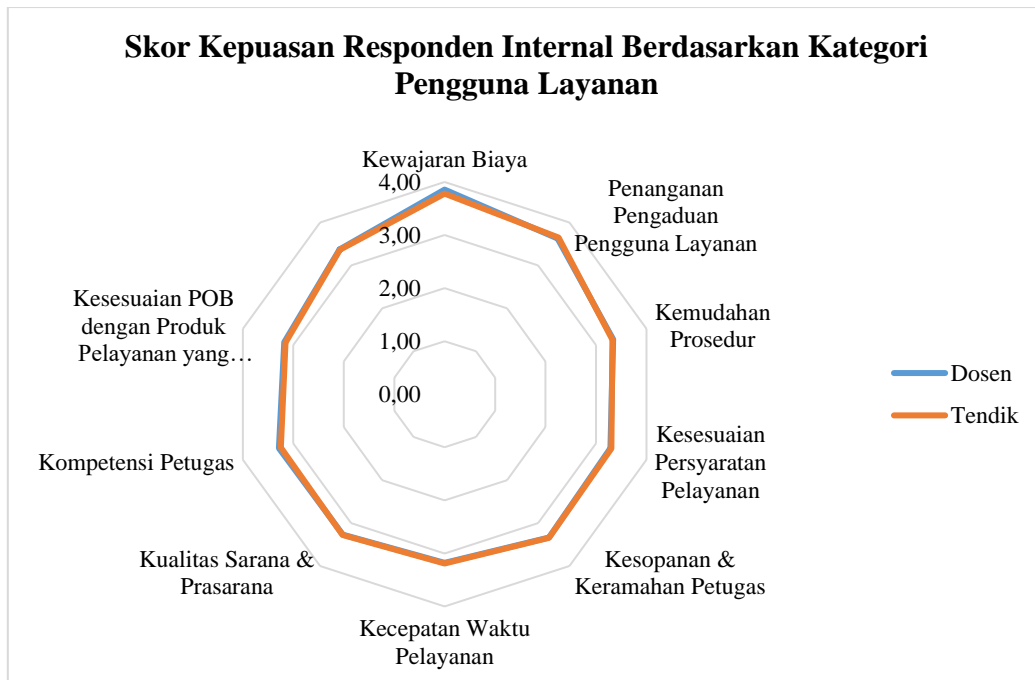 Skor Kepuasan Responden Internal Berdasarkan Kategori
Pengguna Layanan
Kewajaran Biaya
4,00
3,00
2,00
1,00
0,00
Penanganan
Pengaduan
Pengguna Layanan
Kemudahan
Prosedur
Kesesuaian
Persyaratan
Pelayanan
Kesopanan &
Keramahan Petugas
Kecepatan Waktu
Pelayanan
Kualitas Sarana &
Prasarana
Kompetensi Petugas
Kesesuaian POB
dengan Produk
Pelayanan yang…
Dosen
Tendik